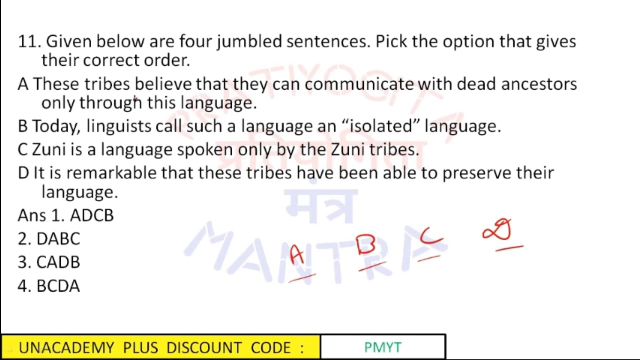 11. Given below are four jumbled sentences. Pick the option that gives
their correct order.
A These tribes believe that they can communicate with dead ancestors
only through this language.
B Today, linguists call such a language an “isolated” language.
C Zuni is a language spoken only by the Zuni tribes.
D It is remarkable that these tribes have been able to preserve their
language.
Ans 1. ADCB
2. DABC
3. CADB
4. BCDA
A B C D
PRATIYOGITA
प्रतियोगिता
मंत्र
MANTRA
UNACADEMY PLUS DISCOUNT CODE :
PMYT